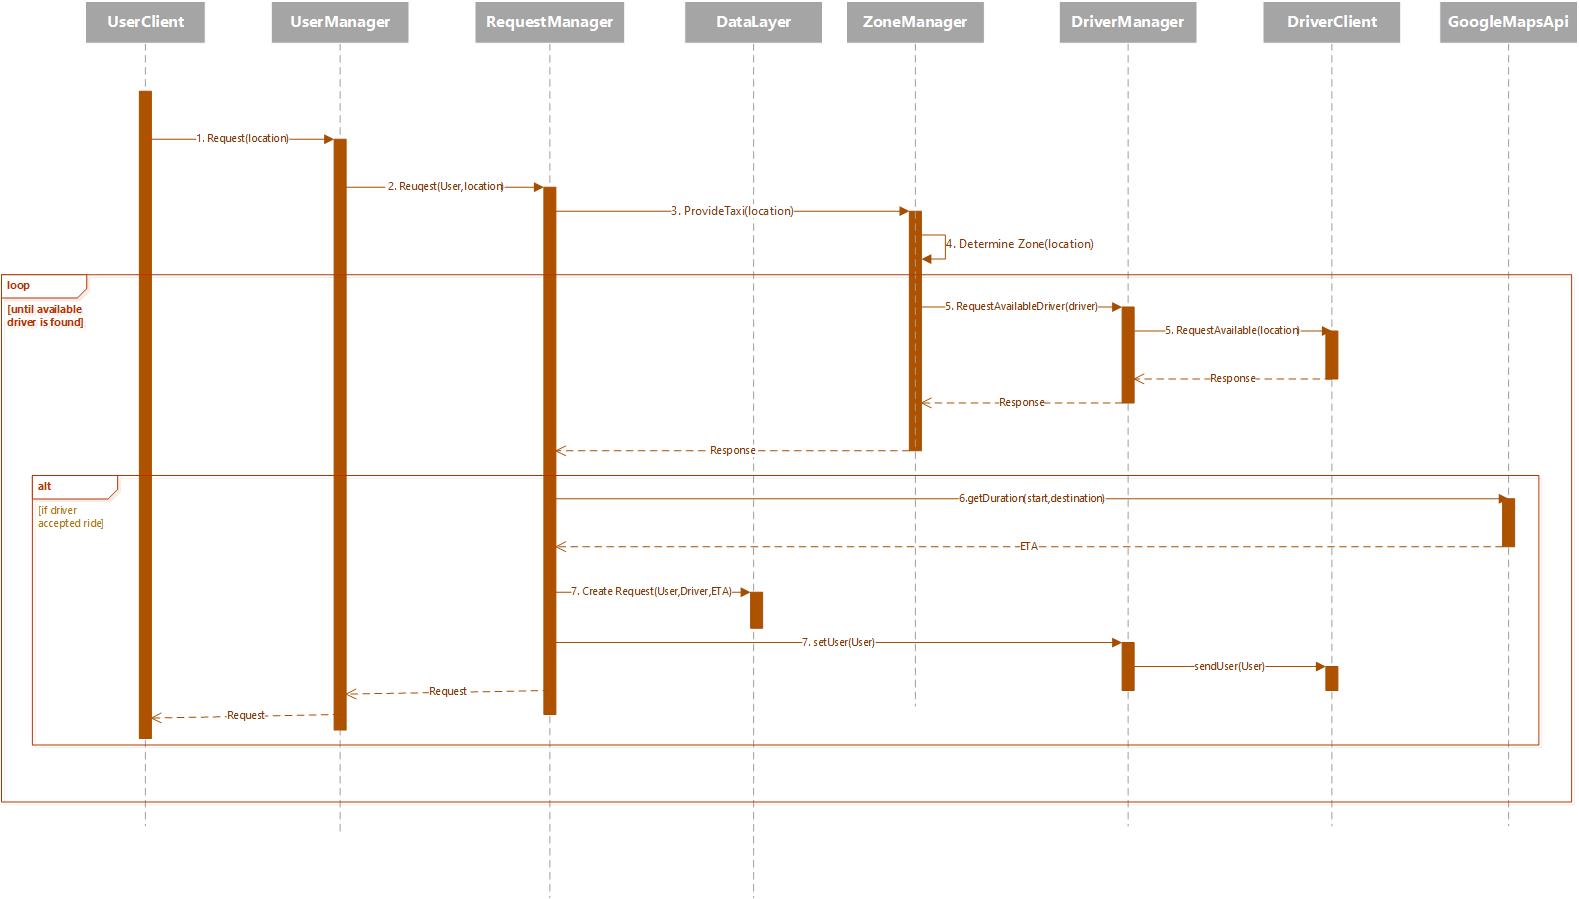 UserClient
UserManager
RequestManager
DataLayer
ZoneManager
DriverManager
DriverClient
GoogleMapsApi
1. Request(location)
2. Reuqest(User,location)
3. ProvideTaxi(location)
4. Determine Zone(location)
loop
[until available
driver is found]
5. RequestAvailableDriver(driver)
5. RequestAvailable(location)
Response
Response
Response
alt
[if driver
accepted ride]
6.getDuration(start,destination)
ETA
7. Create Request(User,Driver,ETA)
7. setUser(User)
sendUser(User)
Request
Request